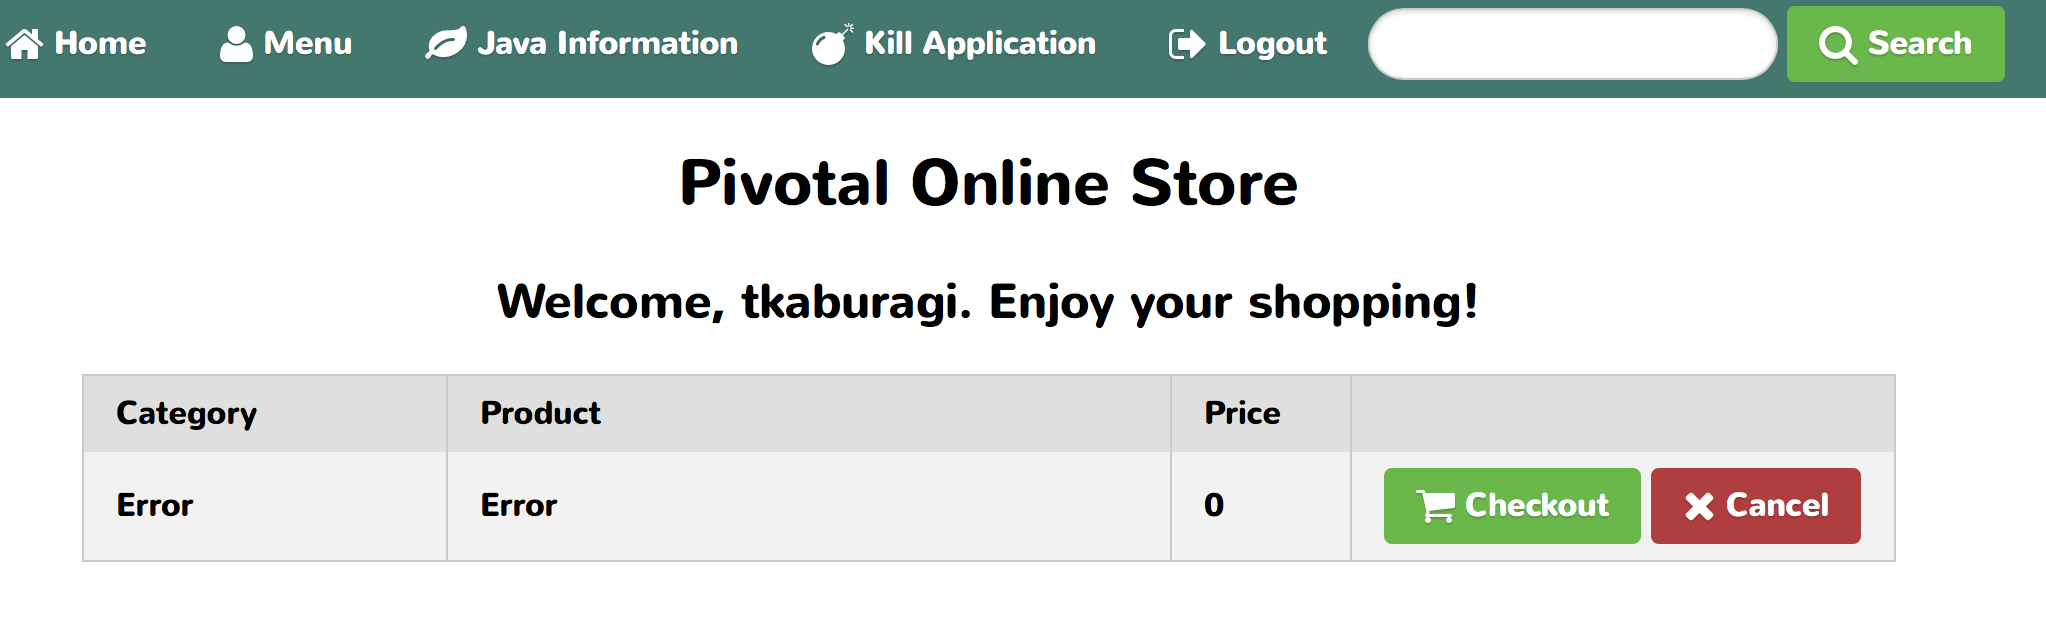 Home Menu Java Information Kill Application Logout Search
Pivotal Online Store
Welcome, tkaburagi. Enjoy your shopping!
Category Product Price
Error Error 0 Checkout Cancel